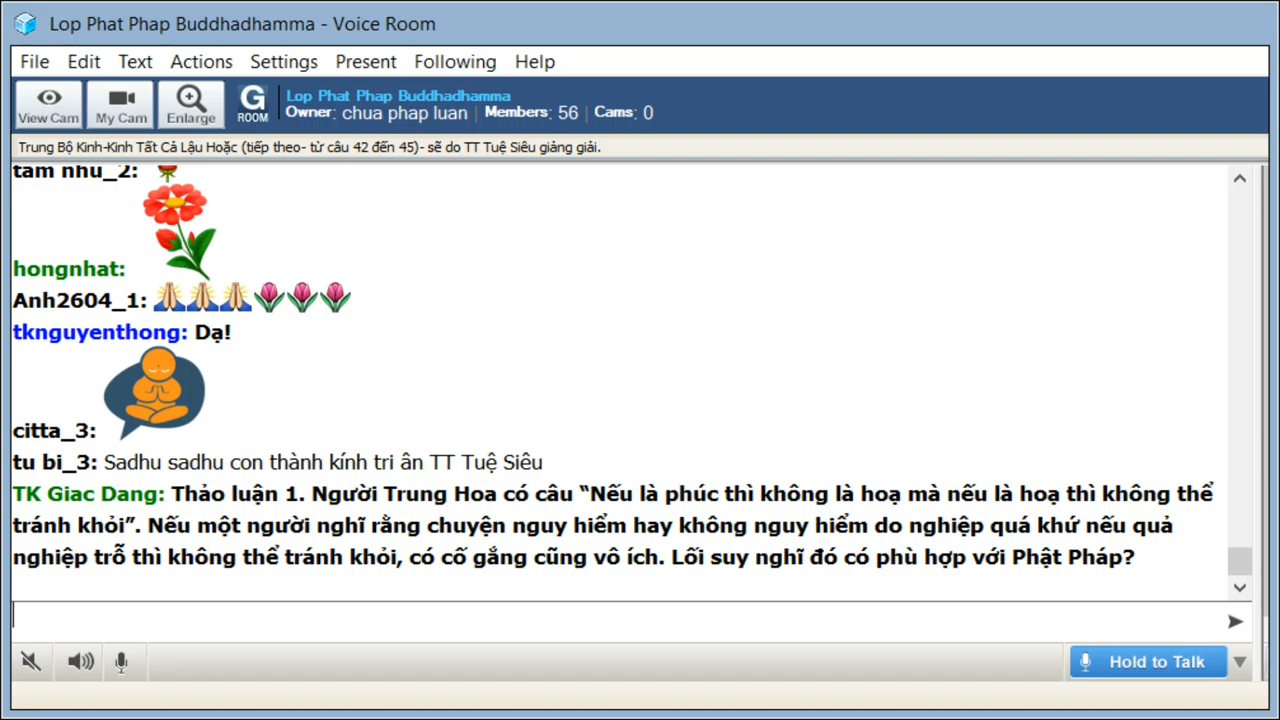 Lop Phat Phap Buddhadhamma - Voice Room
File Edit Text Actions Settings Present Following Help
View Cam My Cam Enlarge G ROOM
Lop Phat Phap Buddhadhamma
Owner: chua phap luan | Members: 56 | Cams: 0
Trung Bộ Kinh-Kinh Tất Cả Lậu Hoặc (tiếp theo- từ câu 42 đến 45)- sẽ do TT Tuệ Siêu giảng giải.
tam nhu_2:
hongnhat:
Anh2604_1:
tknguyenthong: Dạ!
citta_3:
tu bi_3: Sadhu sadhu con thành kính tri ân TT Tuệ Siêu
TK Giac Dang: Thảo luận 1. Người Trung Hoa có câu “Nếu là phúc thì không là hoạ mà nếu là hoạ thì không thể
tránh khỏi”. Nếu một người nghĩ rằng chuyện nguy hiểm hay không nguy hiểm do nghiệp quá khứ nếu quả
nghiệp trỗ thì không thể tránh khỏi, có cố gắng cũng vô ích. Lối suy nghĩ đó có phù hợp với Phật Pháp?
Hold to Talk